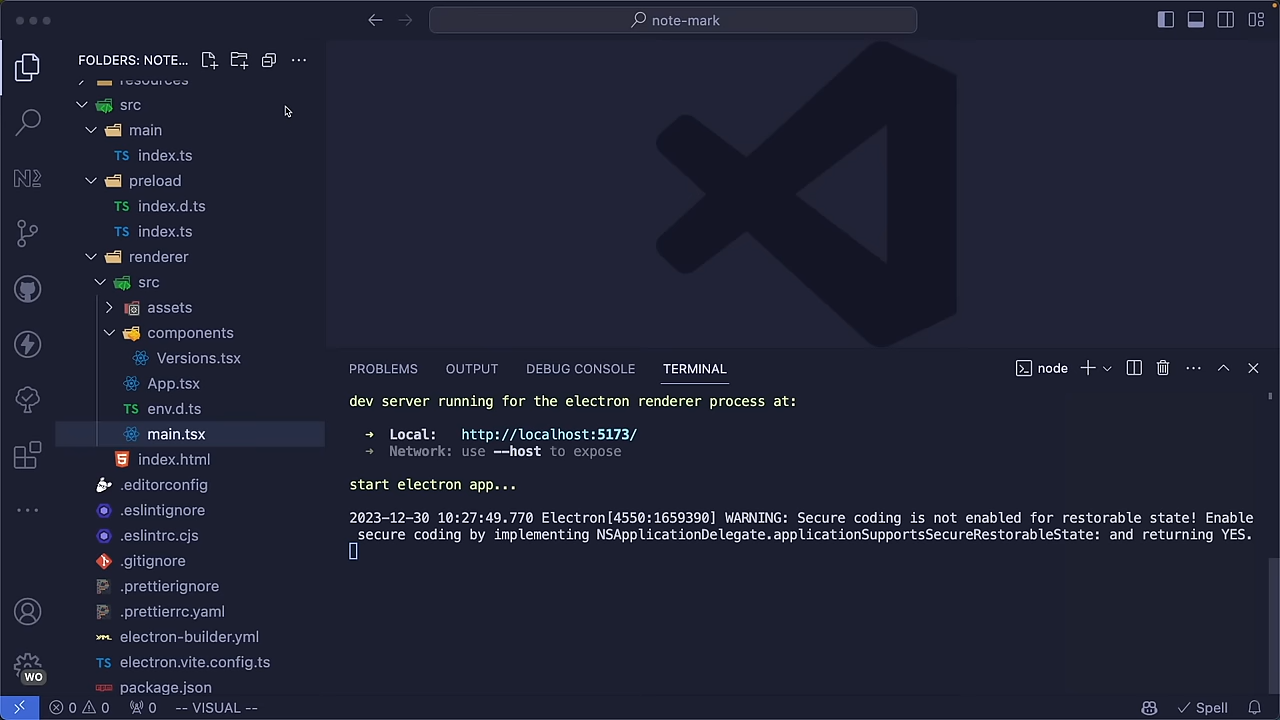 note-mark
FOLDERS: NOTE...
resources
src
main
TS index.ts
preload
TS index.d.ts
TS index.ts
renderer
src
assets
components
Versions.tsx
App.tsx
TS env.d.ts
main.tsx
index.html
.editorconfig
.eslintignore
.eslintrc.cjs
.gitignore
.prettierignore
.prettierrc.yaml
electron-builder.yml
TS electron.vite.config.ts
package.json
PROBLEMS OUTPUT DEBUG CONSOLE TERMINAL node
dev server running for the electron renderer process at:
➜ Local: http://localhost:5173/
➜ Network: use --host to expose
start electron app...
2023-12-30 10:27:49.770 Electron[4550:1659390] WARNING: Secure coding is not enabled for restorable state! Enable
secure coding by implementing NSApplicationDelegate.applicationSupportsSecureRestorableState: and returning YES.
WO
0 0 0 -- VISUAL -- Spell